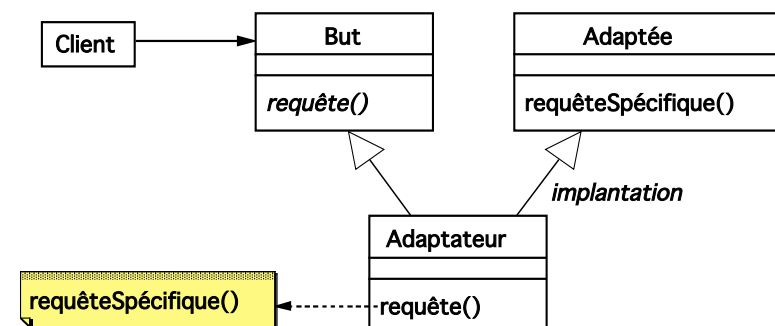 Client
But
requête()
Adaptée
requêteSpécifique()
implantation
Adaptateur
requête()
requêteSpécifique()